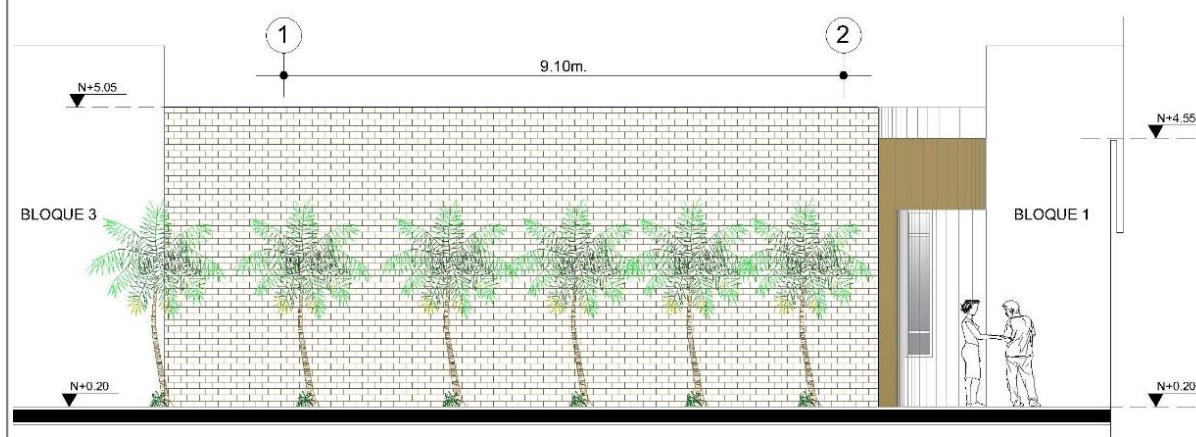 1
2
9.10m.
N+5.05
N+4.55
BLOQUE 3
BLOQUE 1
N+0.20
N+0.20